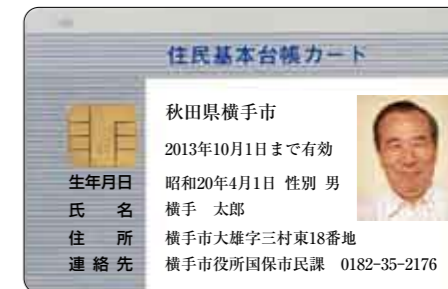 住民基本台帳カード
秋田県横手市
2013年10月1日まで有効
生年月日 昭和20年4月1日 性別 男
氏 名 横手 太郎
住 所 横手市大雄字三村東18番地
連絡先 横手市役所国保市民課 0182-35-2176